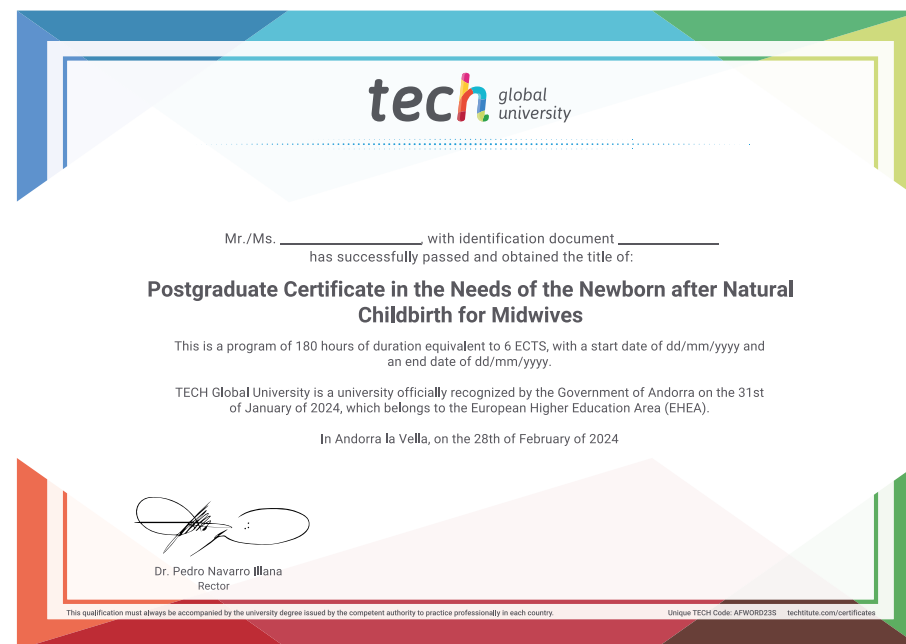 tech global university
Mr./Ms. ____________________, with identification document ______________
has successfully passed and obtained the title of:
Postgraduate Certificate in the Needs of the Newborn after Natural
Childbirth for Midwives
This is a program of 180 hours of duration equivalent to 6 ECTS, with a start date of dd/mm/yyyy and
an end date of dd/mm/yyyy.
TECH Global University is a university officially recognized by the Government of Andorra on the 31st
of January of 2024, which belongs to the European Higher Education Area (EHEA).
In Andorra la Vella, on the 28th of February of 2024
Dr. Pedro Navarro Illana
Rector
This qualification must always be accompanied by the university degree issued by the competent authority to practice professionally in each country.
Unique TECH Code: AFWORD23S techtitute.com/certificates